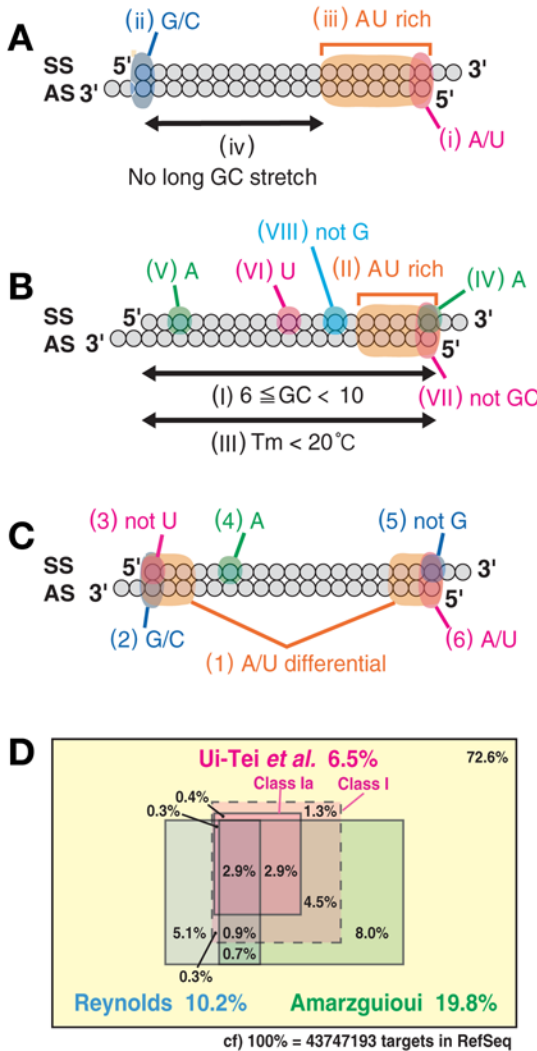 A
(ii) G/C
(iii) AU rich
SS 5' 3'
AS 3' 5'
(iv)
No long GC stretch
(i) A/U
B
(VIII) not G
(V) A
(VI) U
(II) AU rich
(IV) A
SS 5' 3'
AS 3' 5'
(I) 6 ≦GC < 10
(VII) not GC
(III) Tm < 20℃
C
(3) not U
(4) A
(5) not G
SS 5' 3'
AS 3' 5'
(2) G/C
(1) A/U differential
(6) A/U
D
Ui-Tei et al. 6.5%
72.6%
Class Ia
Class I
0.4%
0.3%
1.3%
2.9%
2.9%
4.5%
5.1%
0.9%
8.0%
0.7%
0.3%
Reynolds 10.2%
Amarzguioui 19.8%
cf) 100% = 43747193 targets in RefSeq